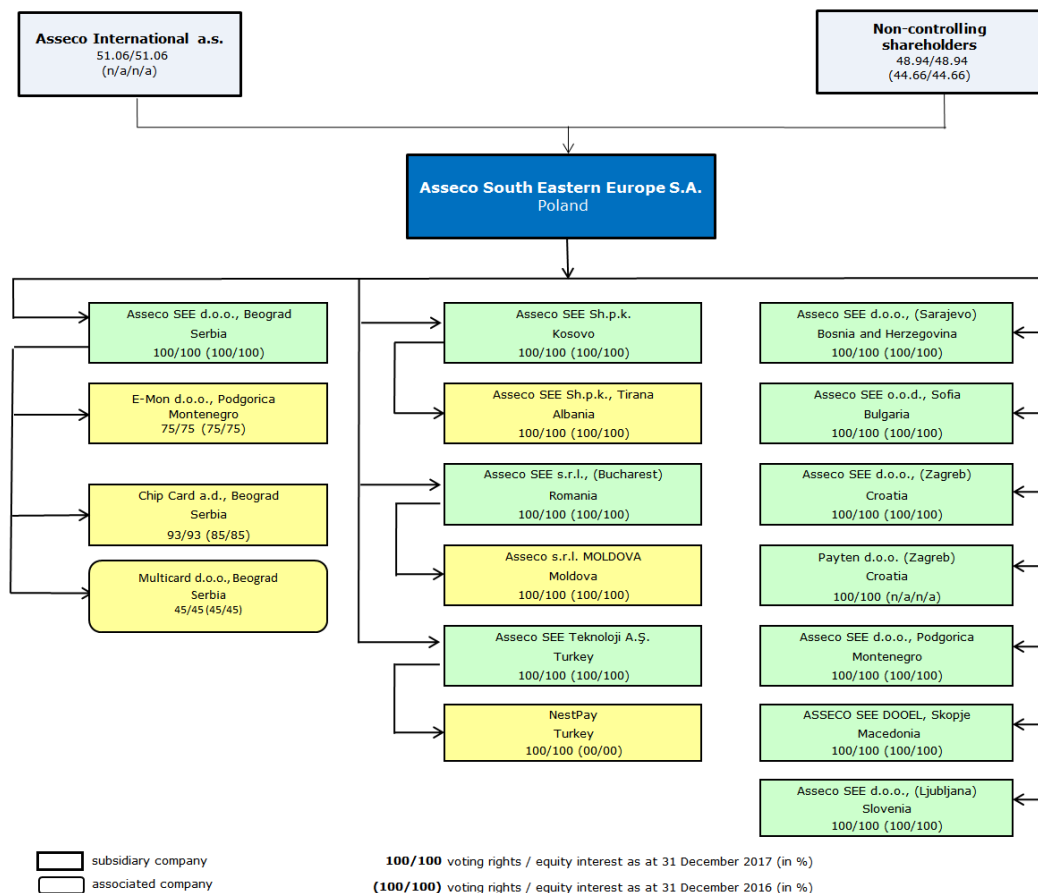 Asseco International a.s.
51.06/51.06
(n/a/n/a)
Non-controlling
shareholders
48.94/48.94
(44.66/44.66)
Asseco South Eastern Europe S.A.
Poland
Asseco SEE d.o.o., Beograd
Serbia
100/100 (100/100)
E-Mon d.o.o., Podgorica
Montenegro
75/75 (75/75)
Chip Card a.d., Beograd
Serbia
93/93 (85/85)
Multicard d.o.o., Beograd
Serbia
45/45 (45/45)
Asseco SEE Sh.p.k.
Kosovo
100/100 (100/100)
Asseco SEE Sh.p.k., Tirana
Albania
100/100 (100/100)
Asseco SEE s.r.l., (Bucharest)
Romania
100/100 (100/100)
Asseco s.r.l. MOLDOVA
Moldova
100/100 (100/100)
Asseco SEE Teknoloji A.Ş.
Turkey
100/100 (100/100)
NestPay
Turkey
100/100 (00/00)
Asseco SEE d.o.o., (Sarajevo)
Bosnia and Herzegovina
100/100 (100/100)
Asseco SEE o.o.d., Sofia
Bulgaria
100/100 (100/100)
Asseco SEE d.o.o., (Zagreb)
Croatia
100/100 (100/100)
Payten d.o.o. (Zagreb)
Croatia
100/100 (n/a/n/a)
Asseco SEE d.o.o., Podgorica
Montenegro
100/100 (100/100)
ASSECO SEE DOOEL, Skopje
Macedonia
100/100 (100/100)
Asseco SEE d.o.o., (Ljubljana)
Slovenia
100/100 (100/100)
subsidiary company
associated company
100/100 voting rights / equity interest as at 31 December 2017 (in %)
(100/100) voting rights / equity interest as at 31 December 2016 (in %)